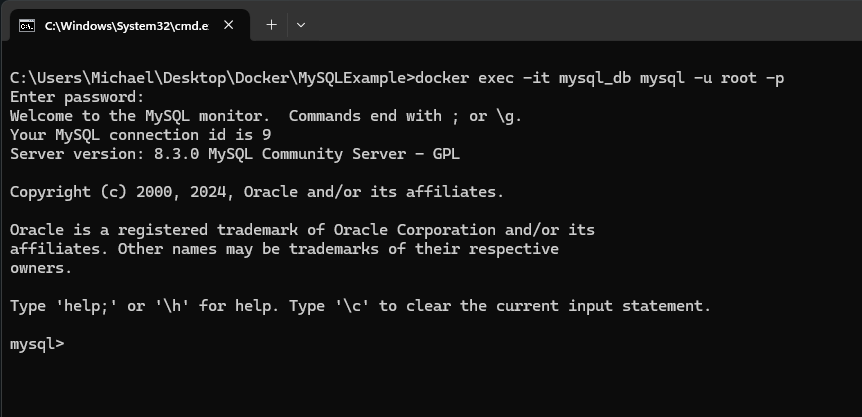 C:\Windows\System32\cmd.e
C:\Users\Michael\Desktop\Docker\MySQLExample>docker exec -it mysql_db mysql -u root -p
Enter password:
Welcome to the MySQL monitor.  Commands end with ; or \g.
Your MySQL connection id is 9
Server version: 8.3.0 MySQL Community Server - GPL
Copyright (c) 2000, 2024, Oracle and/or its affiliates.
Oracle is a registered trademark of Oracle Corporation and/or its
affiliates. Other names may be trademarks of their respective
owners.
Type 'help;' or '\h' for help. Type '\c' to clear the current input statement.
mysql>